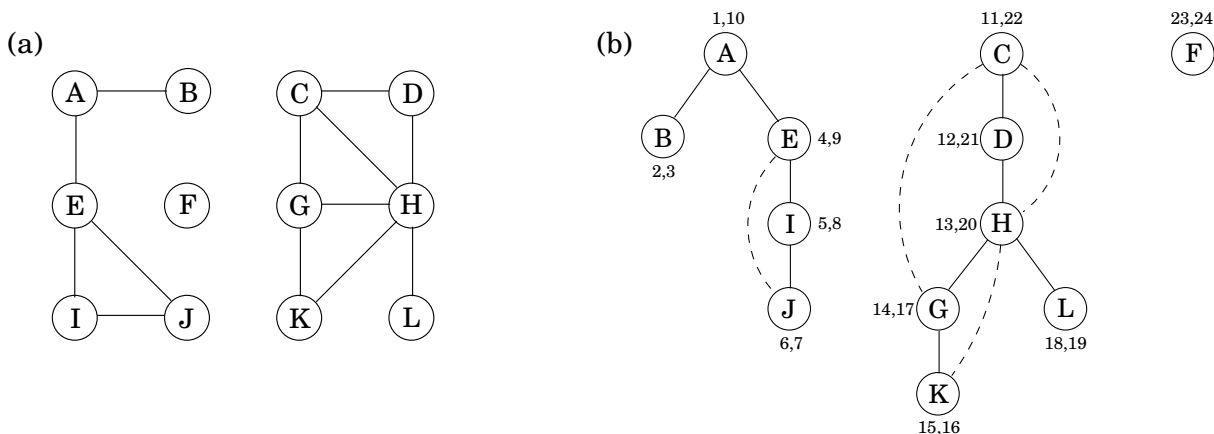 (a)
A B C D
E F G H
I J K L
(b)
1,10 11,22 23,24
A C F
B E 4,9 12,21 D
2,3
I 5,8 13,20 H
J 14,17 G L
6,7 18,19
K
15,16